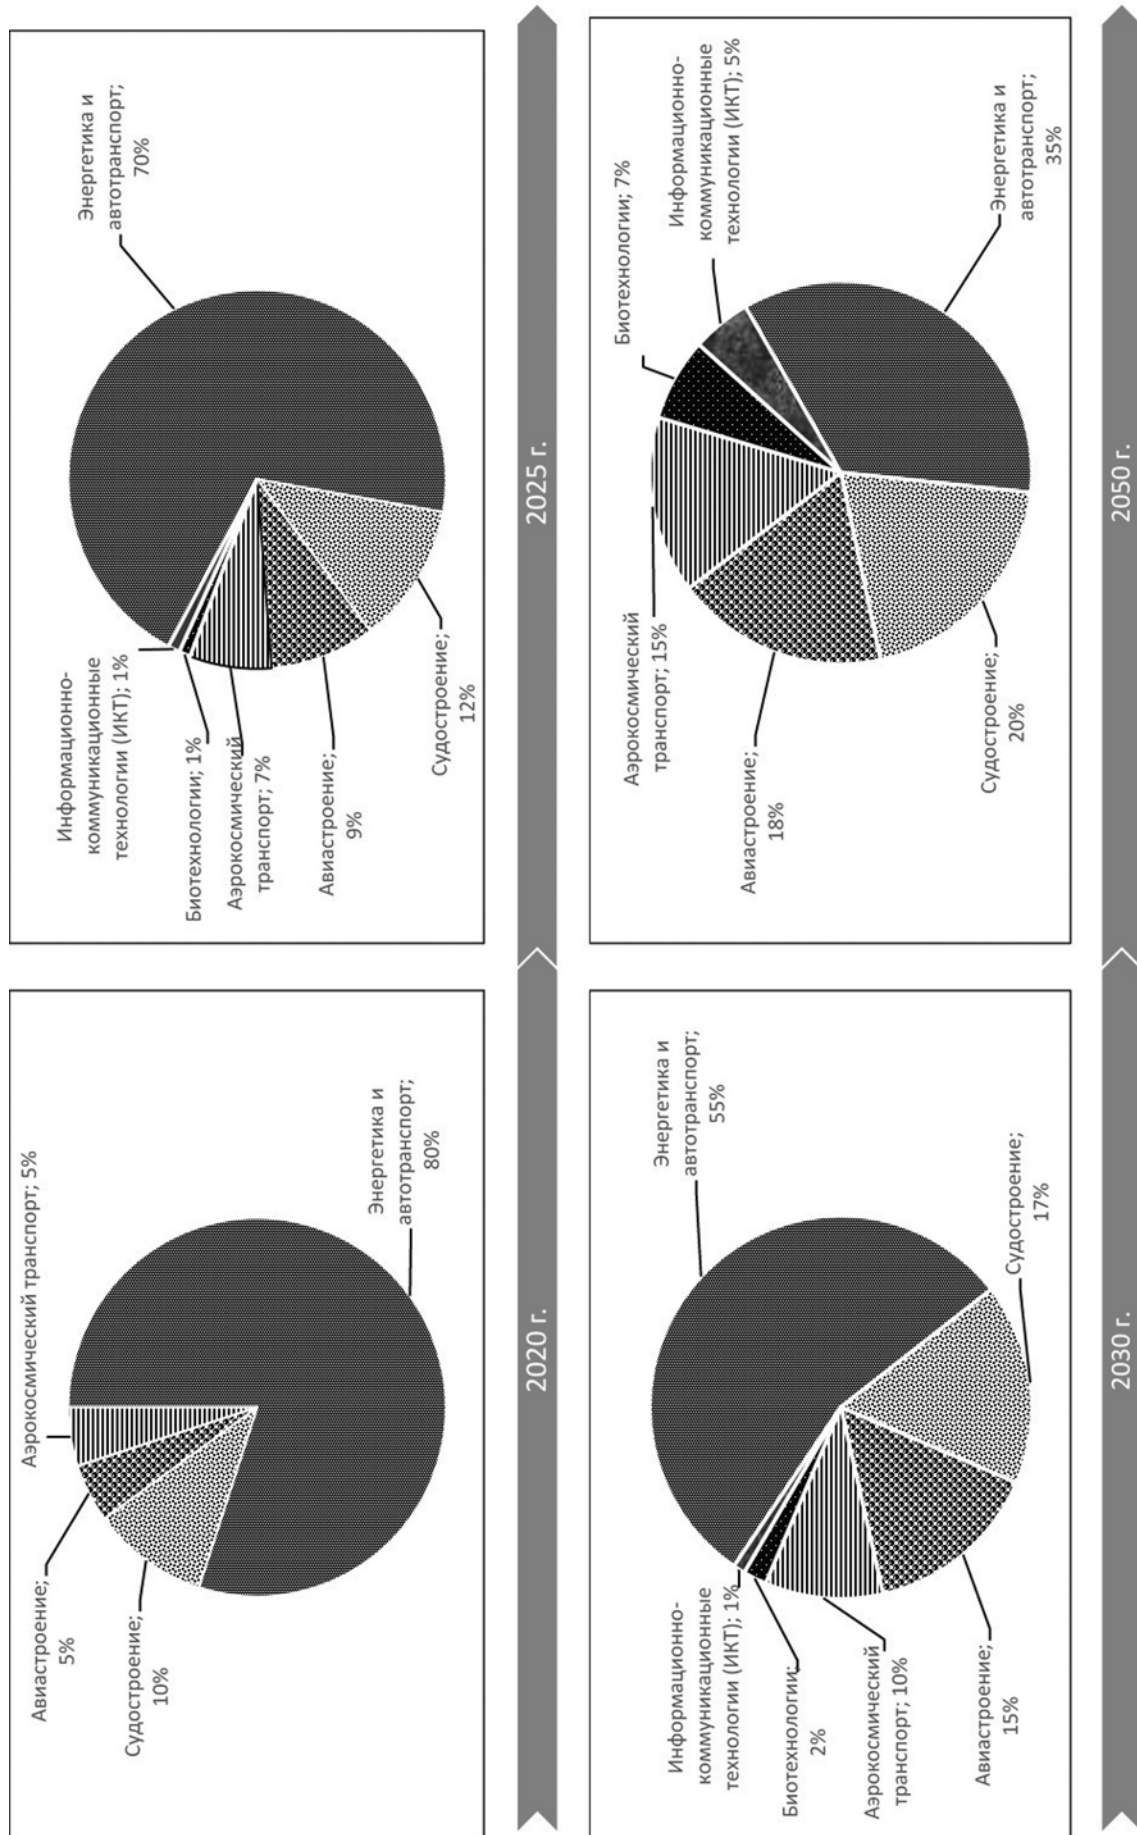 Аэрокосмический транспорт; 5%
Авиастроение;
5%
Судостроение;
10%
Энергетика и
автотранспорт;
80%
2020 г.
Энергетика и
автотранспорт;
70%
Информационно-
коммуникационные
технологии (ИКТ); 1%
Биотехнологии; 1%
Аэрокосмический
транспорт; 7%
Авиастроение;
9%
Судостроение;
12%
2025 г.
Энергетика и
автотранспорт;
55%
Информационно-
коммуникационные
технологии (ИКТ); 1%
Биотехнологии;
2%
Аэрокосмический
транспорт; 10%
Авиастроение;
15%
Судостроение;
17%
2030 г.
Информационно-
коммуникационные
технологии (ИКТ); 5%
Биотехнологии; 7%
Аэрокосмический
транспорт; 15%
Авиастроение;
18%
Судостроение;
20%
Энергетика и
автотранспорт;
35%
2050 г.